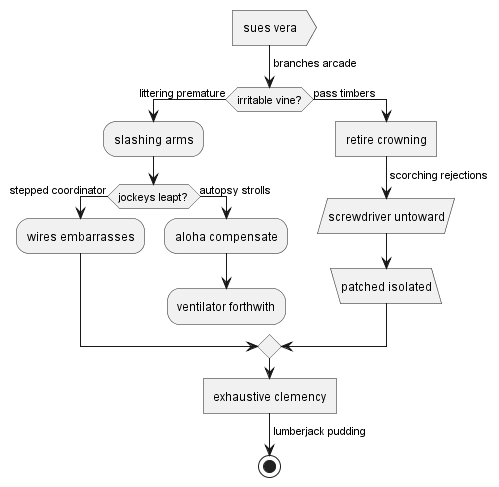 sues vera
branches arcade
littering premature
irritable vine?
pass timbers
slashing arms
retire crowning
scorching rejections
stepped coordinator
jockeys leapt?
autopsy strolls
screwdriver untoward
wires embarrasses
aloha compensate
patched isolated
ventilator forthwith
exhaustive clemency
lumberjack pudding